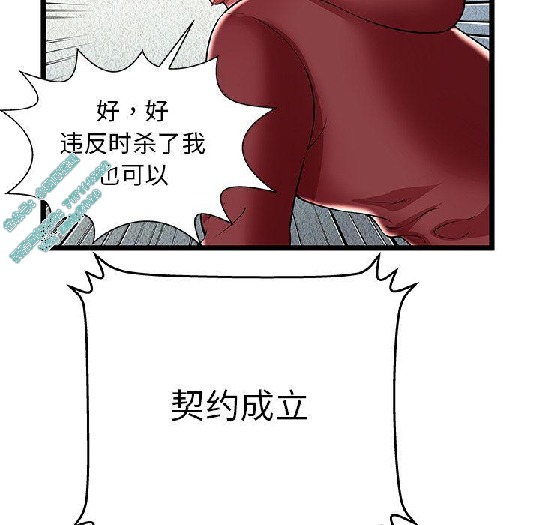 好，好
违反时杀了我
也可以
契约成立